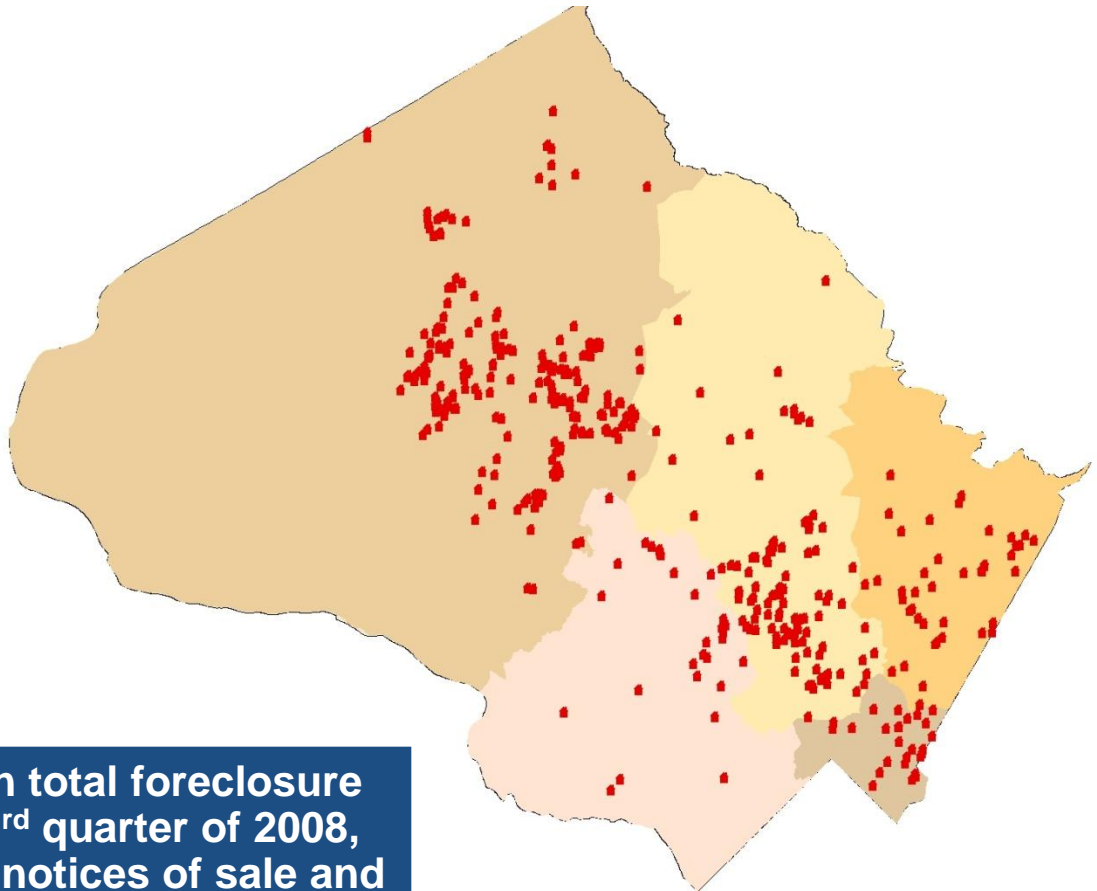 n total foreclosure
rd quarter of 2008,
notices of sale and